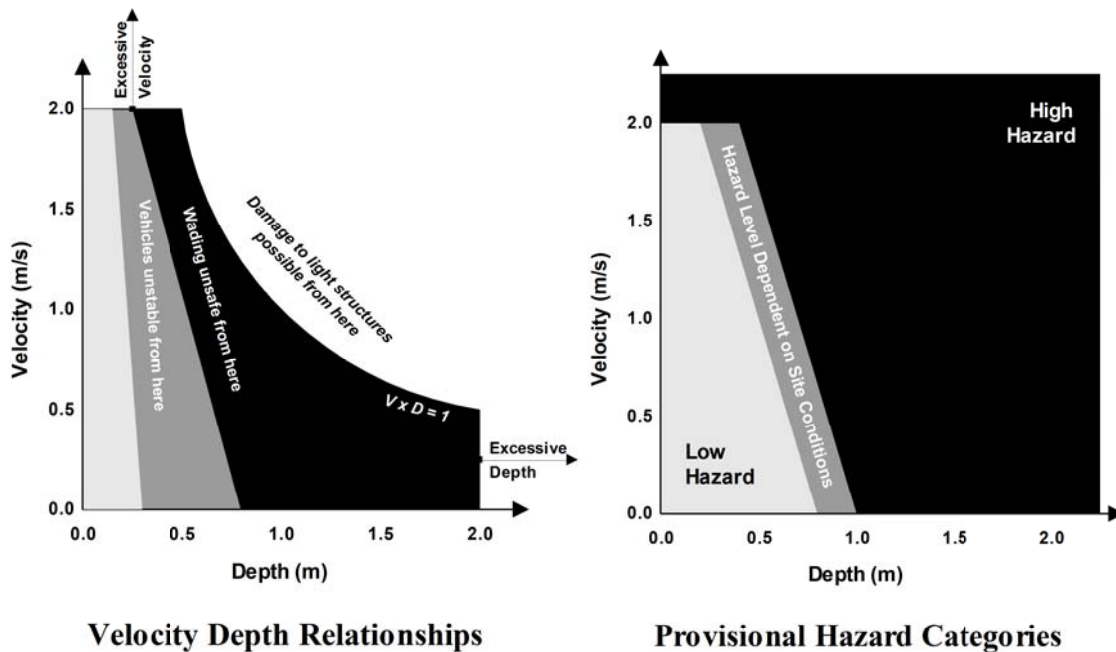 Excessive
Velocity
2.0
1.5
1.0
0.5
0.0
Velocity (m/s)
Vehicles unstable from here
Wading unsafe from here
Damage to light structures
possible from here
V x D = 1
Excessive
Depth
0.0 0.5 1.0 1.5 2.0
Depth (m)
Velocity Depth Relationships
2.0
1.5
1.0
0.5
0.0
Velocity (m/s)
High
Hazard
Hazard Level Dependent on Site Conditions
Low
Hazard
0.0 0.5 1.0 1.5 2.0
Depth (m)
Provisional Hazard Categories